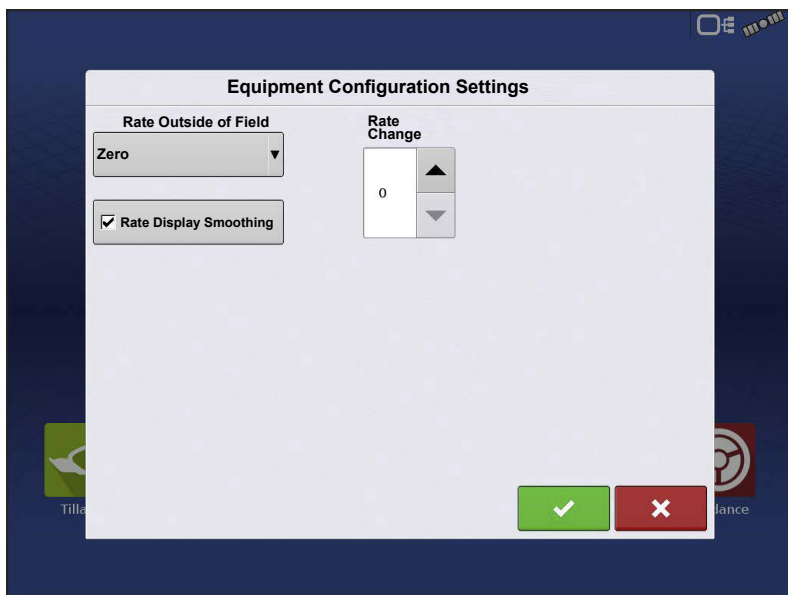 Equipment Configuration Settings
Rate Outside of Field
Rate
Change
Zero
0
Rate Display Smoothing
Tilla
dance